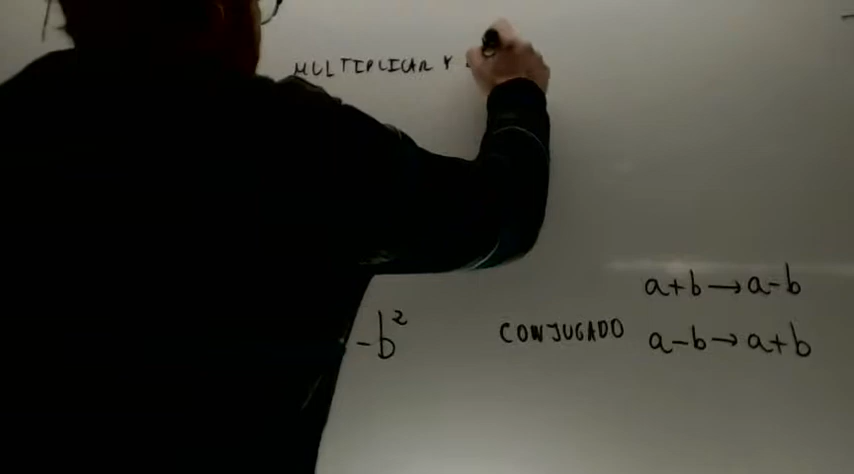 MULTIPLICAR Y
a+b→a-b
-b²
CONJUGADO
a-b→a+b